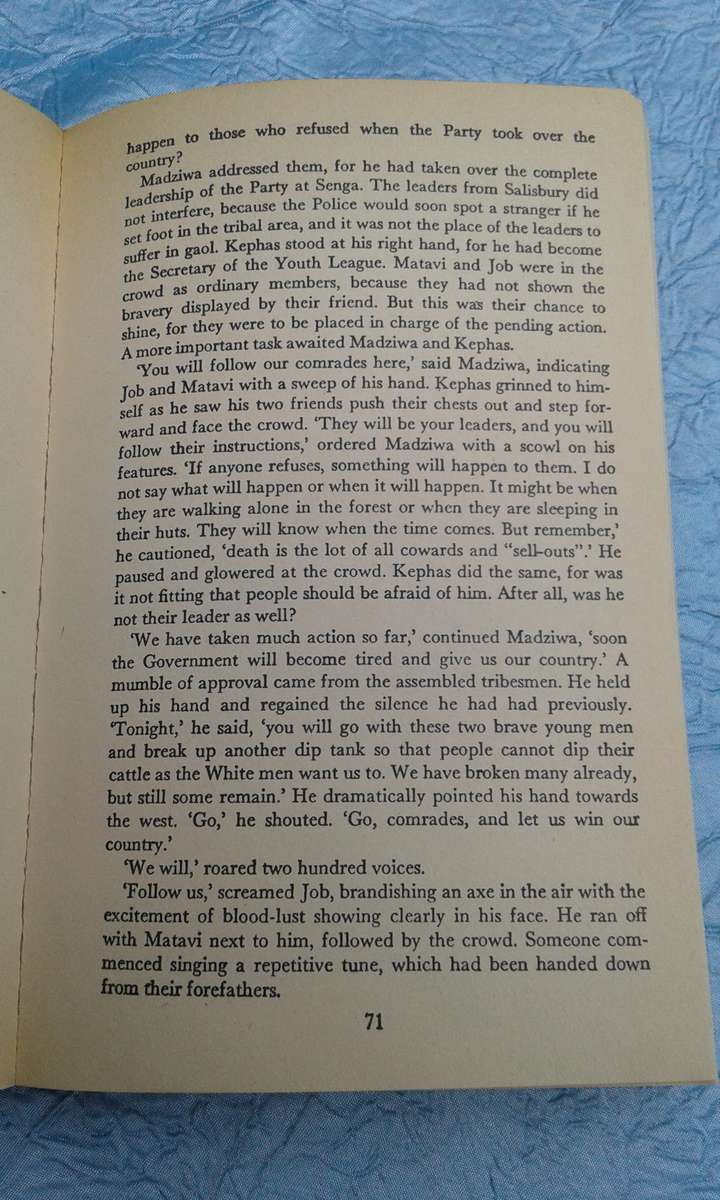 happen to those who refused when the Party took over the
country?
Madziwa addressed them, for he had taken over the complete
leadership of the Party at Senga. The leaders from Salisbury did
not interfere, because the Police would soon spot a stranger if he
set foot in the tribal area, and it was not the place of the leaders to
suffer in gaol. Kephas stood at his right hand, for he had become
the Secretary of the Youth League. Matavi and Job were in the
crowd as ordinary members, because they had not shown the
bravery displayed by their friend. But this was their chance to
shine, for they were to be placed in charge of the pending action.
A more important task awaited Madziwa and Kephas.
‘You will follow our comrades here,’ said Madziwa, indicating
Job and Matavi with a sweep of his hand. Kephas grinned to him-
self as he saw his two friends push their chests out and step for-
ward and face the crowd. ‘They will be your leaders, and you will
follow their instructions,’ ordered Madziwa with a scowl on his
features. ‘If anyone refuses, something will happen to them. I do
not say what will happen or when it will happen. It might be when
they are walking alone in the forest or when they are sleeping in
their huts. They will know when the time comes. But remember,’
he cautioned, ‘death is the lot of all cowards and “sell-outs”.’ He
paused and glowered at the crowd. Kephas did the same, for was
it not fitting that people should be afraid of him. After all, was he
not their leader as well?
‘We have taken much action so far,’ continued Madziwa, ‘soon
the Government will become tired and give us our country.’ A
mumble of approval came from the assembled tribesmen. He held
up his hand and regained the silence he had had previously.
‘Tonight,’ he said, ‘you will go with these two brave young men
and break up another dip tank so that people cannot dip their
cattle as the White men want us to. We have broken many already,
but still some remain.’ He dramatically pointed his hand towards
the west. ‘Go,’ he shouted. ‘Go, comrades, and let us win our
country.’
‘We will,’ roared two hundred voices.
‘Follow us,’ screamed Job, brandishing an axe in the air with the
excitement of blood-lust showing clearly in his face. He ran off
with Matavi next to him, followed by the crowd. Someone com-
menced singing a repetitive tune, which had been handed down
from their forefathers.
71